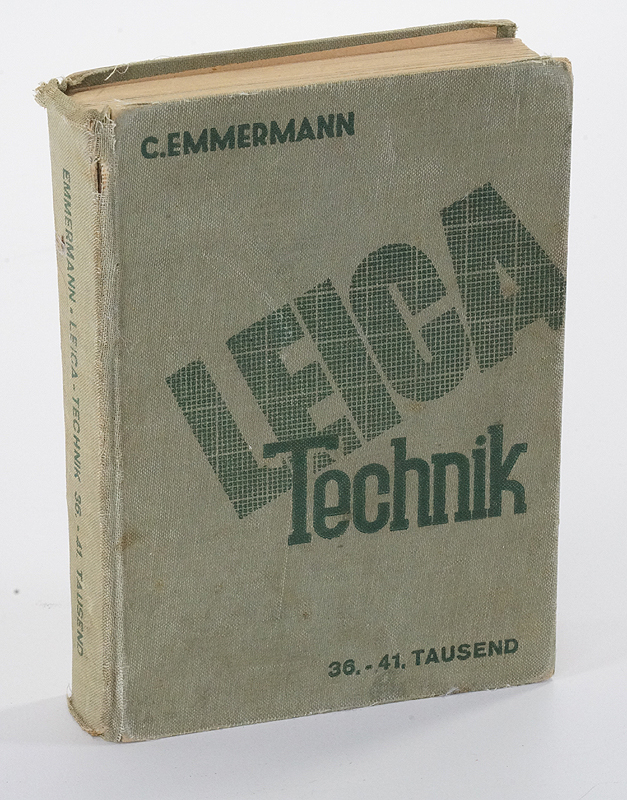 C.EMMERMANN
LEICA
Technik
36.-41. TAUSEND
EMMERMANN - LEICA - TECHNIK 36. - 41. TAUSEND